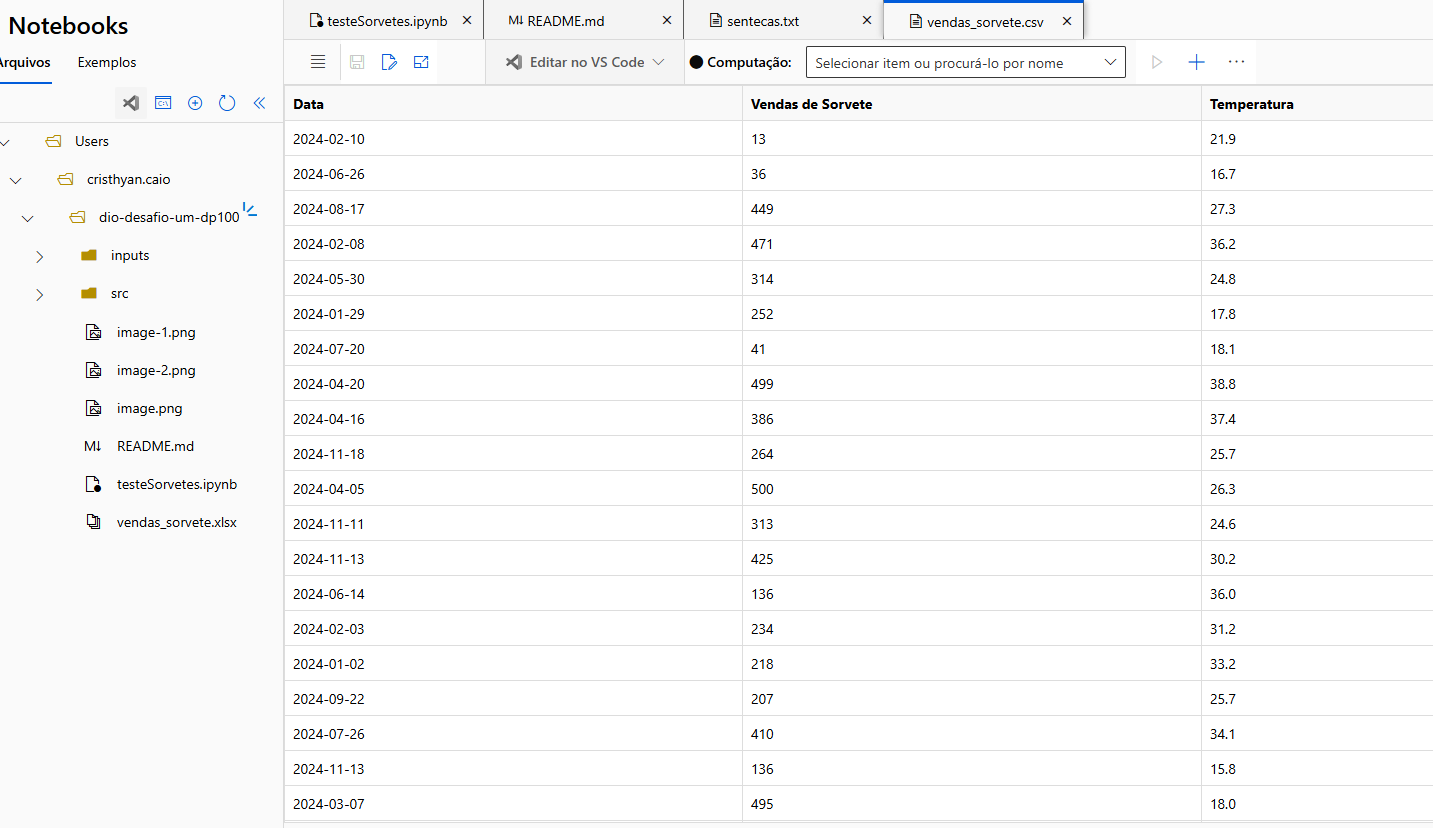 Notebooks
Arquivos Exemplos
Users
cristhyan.caio
dio-desafio-um-dp100
inputs
src
image-1.png
image-2.png
image.png
M↓ README.md
testeSorvetes.ipynb
vendas_sorvete.xlsx
testeSorvetes.ipynb × M↓ README.md × sentecas.txt × vendas_sorvete.csv ×
Editar no VS Code Computação: Selecionar item ou procurá-lo por nome
Data Vendas de Sorvete Temperatura
2024-02-10 13 21.9
2024-06-26 36 16.7
2024-08-17 449 27.3
2024-02-08 471 36.2
2024-05-30 314 24.8
2024-01-29 252 17.8
2024-07-20 41 18.1
2024-04-20 499 38.8
2024-04-16 386 37.4
2024-11-18 264 25.7
2024-04-05 500 26.3
2024-11-11 313 24.6
2024-11-13 425 30.2
2024-06-14 136 36.0
2024-02-03 234 31.2
2024-01-02 218 33.2
2024-09-22 207 25.7
2024-07-26 410 34.1
2024-11-13 136 15.8
2024-03-07 495 18.0